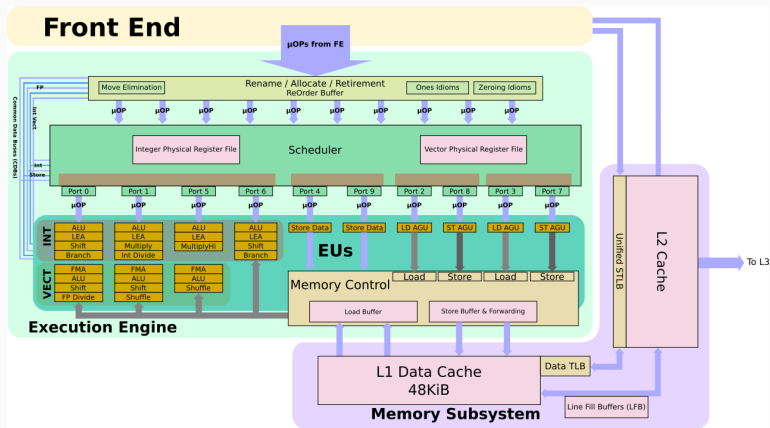 Front End
µOPs from FE
Rename / Allocate / Retirement
ReOrder Buffer
Move Elimination
Ones Idioms
Zeroing Idioms
µOP
µOP
µOP
µOP
µOP
µOP
µOP
µOP
µOP
µOP
Common Data Buses (CDBs)
FP
Int Vect
Int
Store
Integer Physical Register File
Scheduler
Vector Physical Register File
Port 0
Port 1
Port 5
Port 6
Port 4
Port 9
Port 2
Port 8
Port 3
Port 7
µOP
µOP
µOP
µOP
µOP
µOP
µOP
µOP
µOP
µOP
INT
ALU
LEA
Shift
Branch
ALU
LEA
Multiply
Int Divide
ALU
LEA
MultiplyHi
ALU
LEA
Shift
Branch
Store Data
Store Data
LD AGU
ST AGU
LD AGU
ST AGU
EUs
VECT
FMA
ALU
Shift
FP Divide
FMA
ALU
Shift
Shuffle
FMA
ALU
Shuffle
Memory Control
Load
Store
Load
Store
Load Buffer
Store Buffer & Forwarding
Execution Engine
L1 Data Cache
48KiB
Data TLB
Unified STLB
L2 Cache
To L3
Line Fill Buffers (LFB)
Memory Subsystem